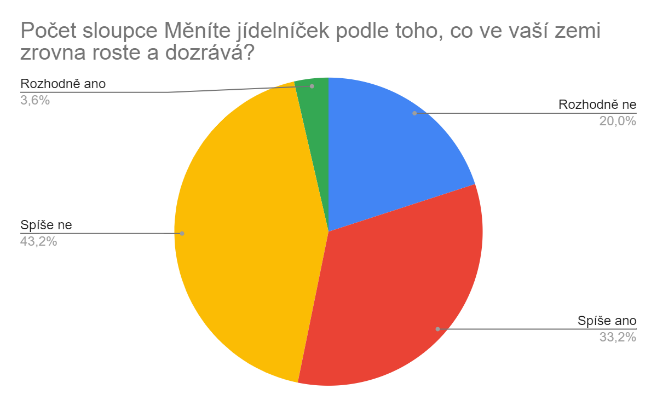 Počet sloupce Měníte jídelníček podle toho, co ve vaší zemi
zrovna roste a dozrává?
Rozhodně ano
3,6%
Rozhodně ne
20,0%
Spíše ne
43,2%
Spíše ano
33,2%